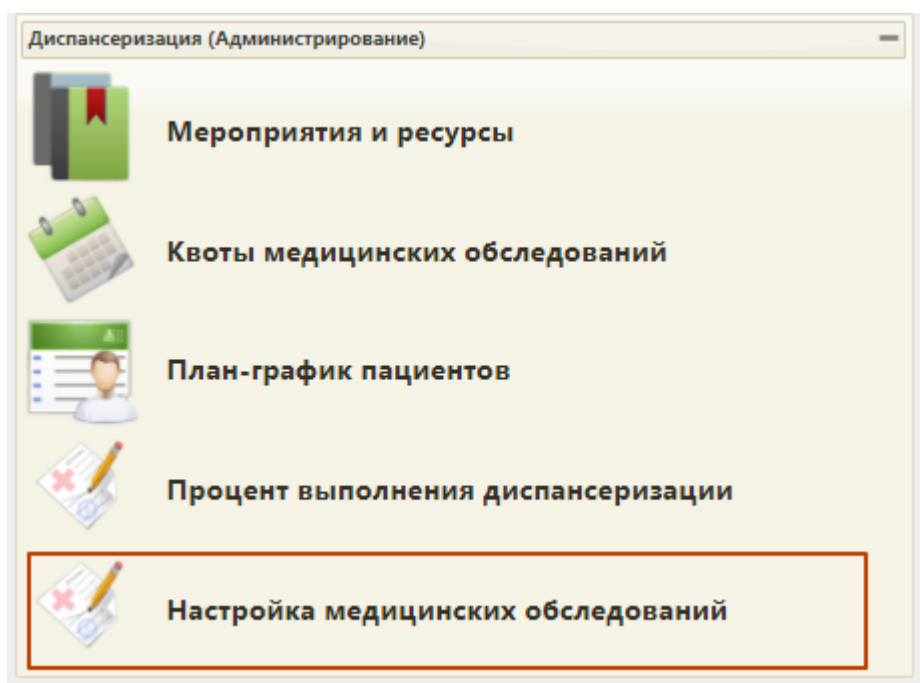 Диспансеризация (Администрирование)
Мероприятия и ресурсы
Квоты медицинских обследований
План-график пациентов
Процент выполнения диспансеризации
Настройка медицинских обследований